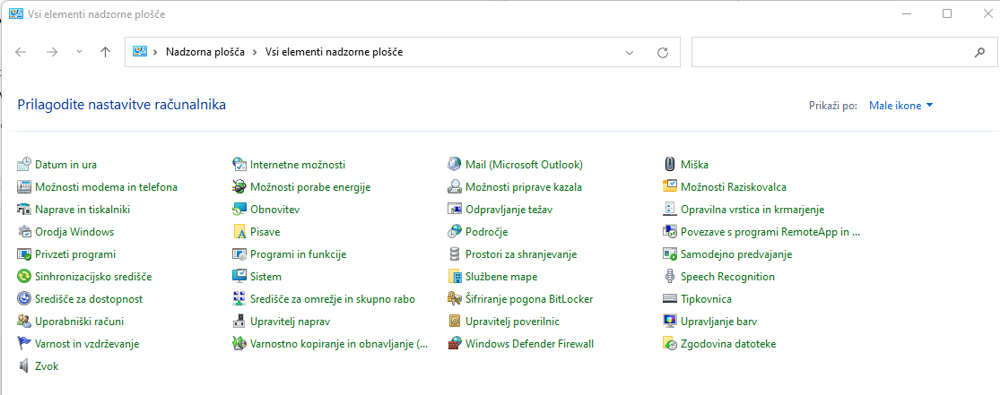 Vsi elementi nadzorne plošče
Nadzorna plošča Vsi elementi nadzorne plošče
Prilagodite nastavitve računalnika
Prikaži po: Male ikone
Datum in ura Internetne možnosti Mail (Microsoft Outlook) Miška
Možnosti modema in telefona Možnosti porabe energije Možnosti priprave kazala Možnosti Raziskovalca
Naprave in tiskalniki Obnovitev Odpravljanje težav Opravilna vrstica in krmarjenje
Orodja Windows Pisave Področje Povezave s programi RemoteApp in ...
Privzeti programi Programi in funkcije Prostori za shranjevanje Samodejno predvajanje
Sinhronizacijsko središče Sistem Službene mape Speech Recognition
Središče za dostopnost Središče za omrežje in skupno rabo Šifriranje pogona BitLocker Tipkovnica
Uporabniški računi Upravitelj naprav Upravitelj poverilnic Upravljanje barv
Varnost in vzdrževanje Varnostno kopiranje in obnavljanje (... Windows Defender Firewall Zgodovina datoteke
Zvok